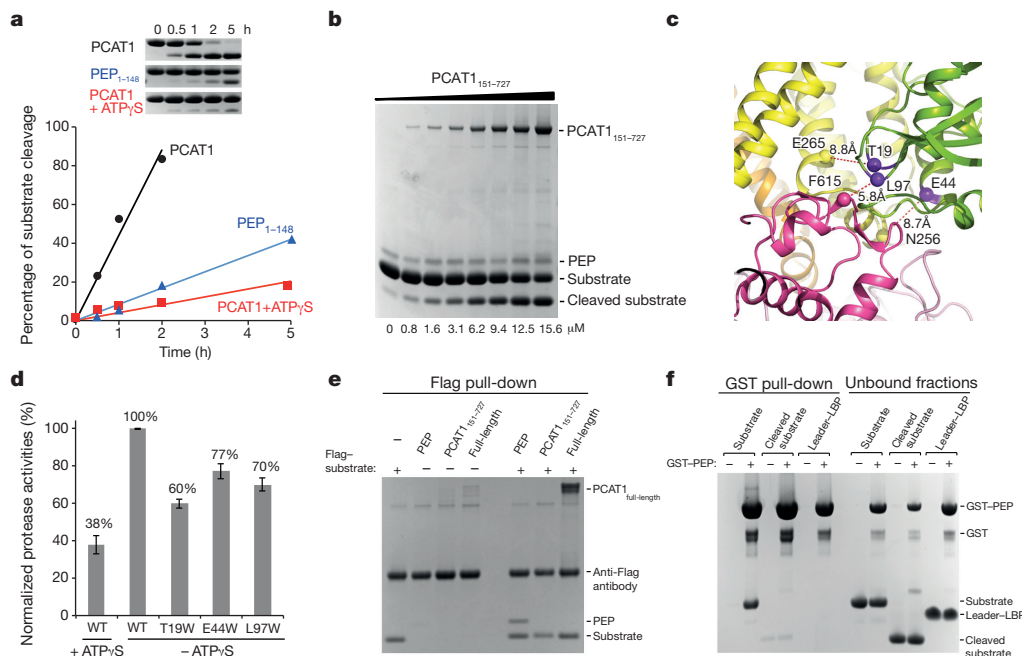 a
0 0.5 1 2 5 h
PCAT1
PEP1–148
PCAT1
+ ATPγS
Percentage of substrate cleavage
100
80
60
40
20
0
PCAT1
PEP1–148
PCAT1+ATPγS
0 1 2 3 4 5
Time (h)
b
PCAT1151–727
PCAT1151–727
PEP
Substrate
Cleaved substrate
0 0.8 1.6 3.1 6.2 9.4 12.5 15.6 μM
c
E265
8.8Å
T19
F615
L97
E44
5.8Å
8.7Å
N256
d
Normalized protease activities (%)
100
80
60
40
20
0
38%
100%
60%
77%
70%
WT WT T19W E44W L97W
+ ATPγS – ATPγS
e
Flag pull-down
– PEP PCAT1151–727 Full-length PEP PCAT1151–727 Full-length
Flag–
substrate: + – – – + + +
PCAT1full-length
Anti-Flag
antibody
PEP
Substrate
f
GST pull-down Unbound fractions
Substrate Cleaved substrate Leader–LBP Substrate Cleaved substrate Leader–LBP
GST–PEP: – + – + – + – + – + – +
GST–PEP
GST
Substrate
Leader–LBP
Cleaved
substrate